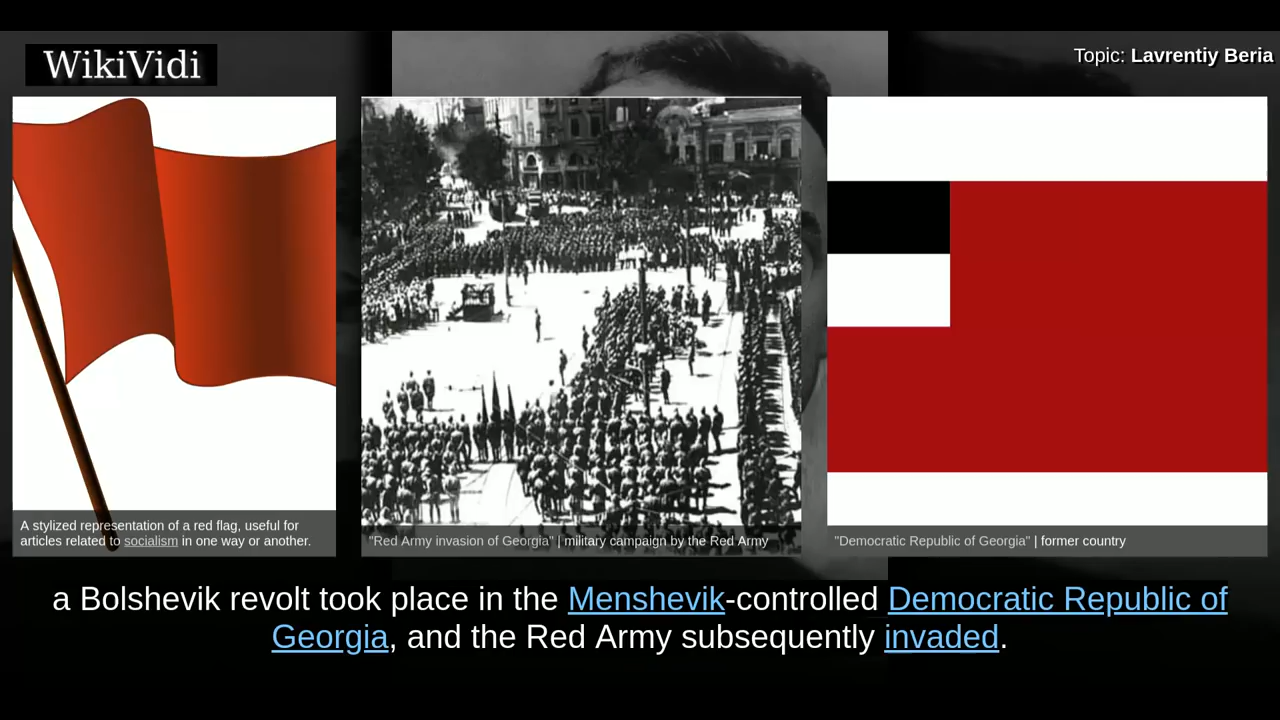 WikiVidi
Topic: Lavrentiy Beria
A stylized representation of a red flag, useful for
articles related to socialism in one way or another.
"Red Army invasion of Georgia" | military campaign by the Red Army
"Democratic Republic of Georgia" | former country
a Bolshevik revolt took place in the Menshevik-controlled Democratic Republic of
Georgia, and the Red Army subsequently invaded.